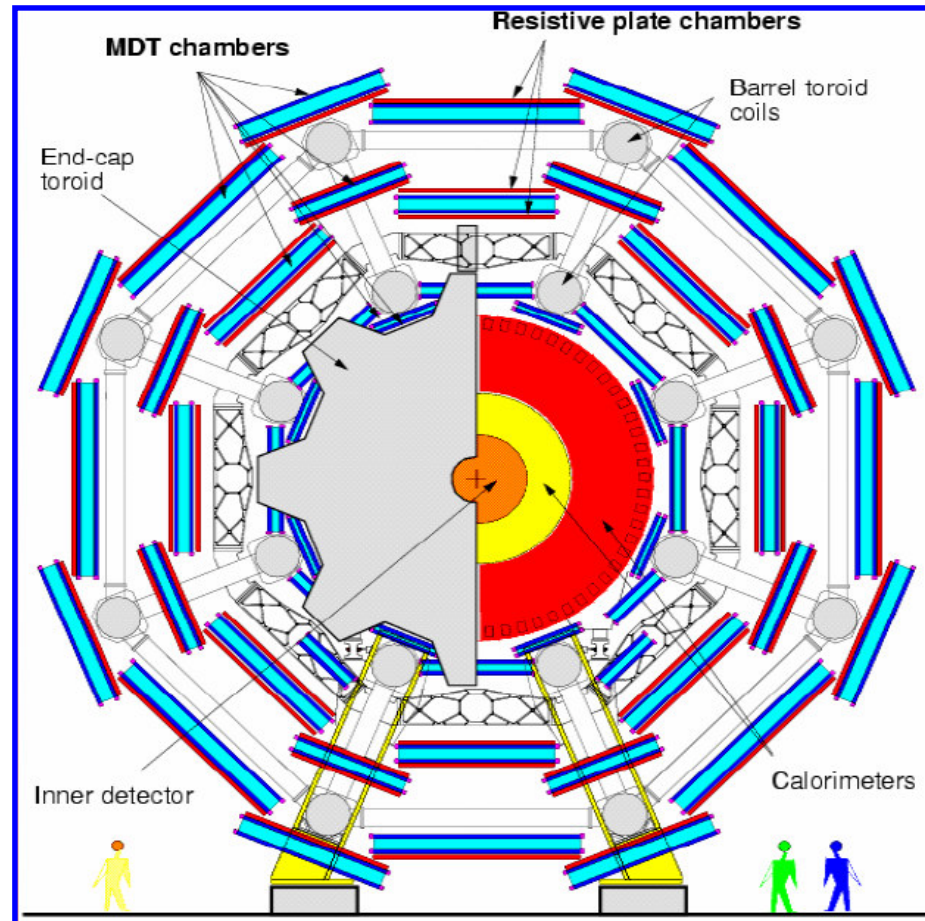 Resistive plate chambers
MDT chambers
Barrel toroid
coils
End-cap
toroid
Inner detector
Calorimeters